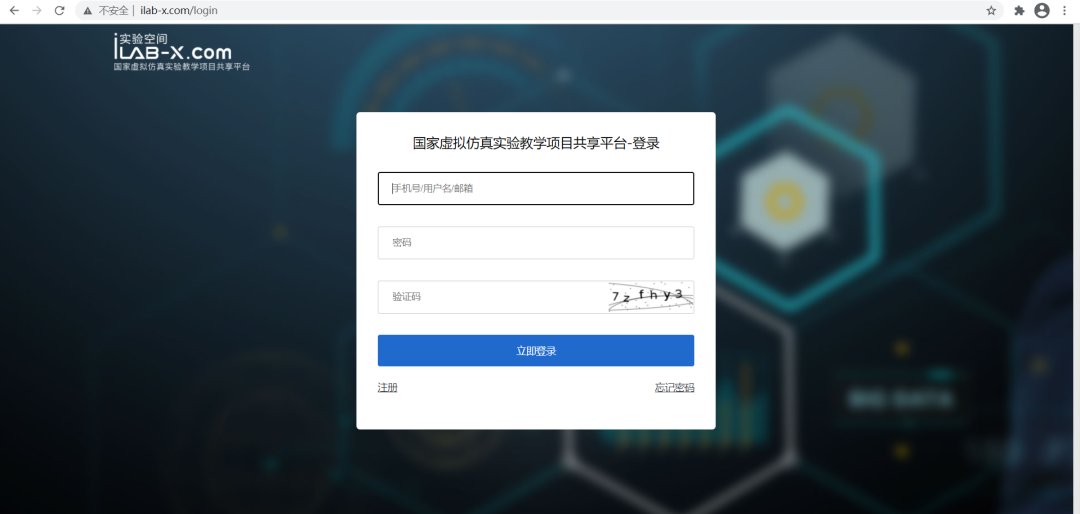 不安全 | ilab-x.com/login
实验空间
iLAB-X.com
国家虚拟仿真实验教学项目共享平台
国家虚拟仿真实验教学项目共享平台-登录
手机号/用户名/邮箱
密码
验证码 7zfhy3
立即登录
注册 忘记密码
BIG DATA